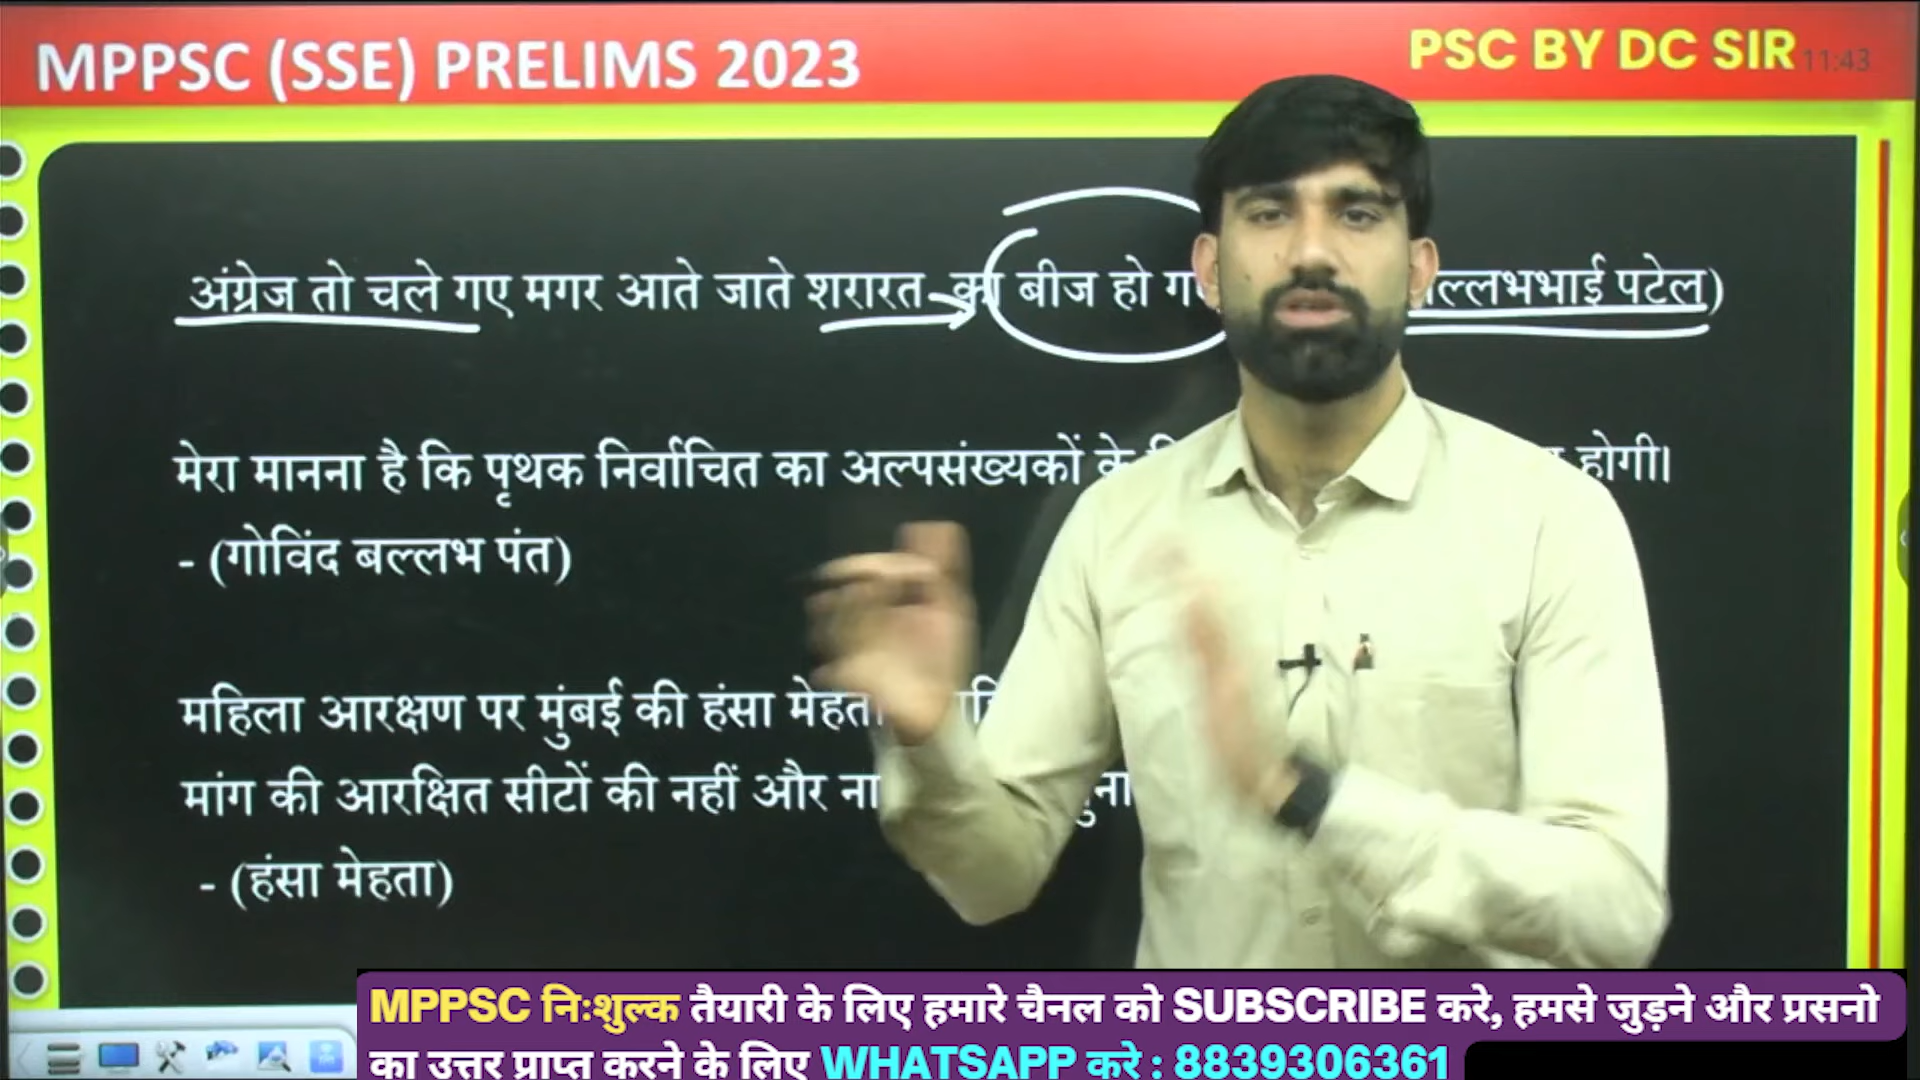 MPPSC (SSE) PRELIMS 2023
PSC BY DC SIR
11:43
अंग्रेज तो चले गए मगर आते जाते शरारत का बीज हो पटेल)
मेरा मानना है कि पृथक निर्वाचित का अल्पसंख्यकों के होगी।
- (गोविंद बल्लभ पंत)
महिला आरक्षण पर मुंबई की हंसा मेहता
मांग की आरक्षित सीटों की नहीं और
- (हंसा मेहता)
MPPSC नि:शुल्क तैयारी के लिए हमारे चैनल को SUBSCRIBE करे, हमसे जुड़ने और प्रसनो
का उत्तर प्राप्त करने के लिए WHATSAPP करे : 8839306361